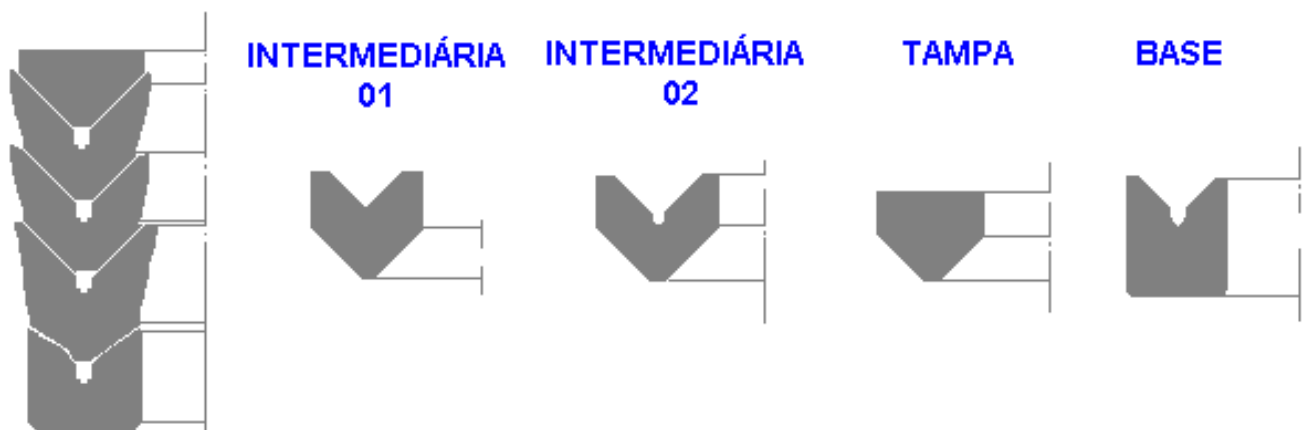 INTERMEDIÁRIA
01
INTERMEDIÁRIA
02
TAMPA
BASE